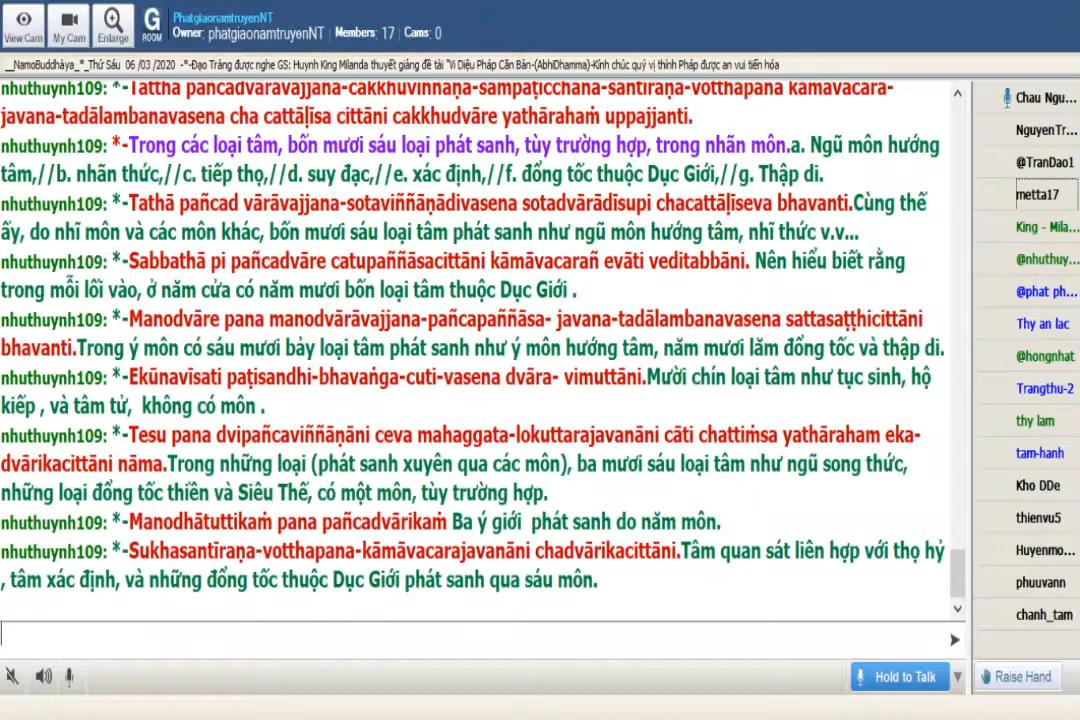 View Cam
My Cam
Enlarge
G
ROOM
PhatgiaonamtruyenNT
Owner: phatgiaonamtruyenNT | Members: 17 | Cams: 0
__NamoBuddhàya_*_Thứ Sáu 06 /03 /2020 -*-Đạo Tràng được nghe GS: Huynh King Milanda thuyết giảng đề tài "Vi Diệu Pháp Căn Bản-(AbhiDhamma)-Kính chúc quý vị thính Pháp được an vui tiến hóa
nhuthuynh109: *-Tattha pañcadvārāvajjana-cakkhuviññāṇa-sampaṭicchana-santīraṇa-votthapana kāmāvacara-
javana-tadālambanavasena cha cattāḷīsa cittāni cakkhudvāre yathārahaṁ uppajjanti.
nhuthuynh109: *-Trong các loại tâm, bốn mươi sáu loại phát sanh, tùy trường hợp, trong nhãn môn.a. Ngũ môn hướng
tâm,//b. nhãn thức,//c. tiếp thọ,//d. suy đạc,//e. xác định,//f. đổng tốc thuộc Dục Giới,//g. Thập di.
nhuthuynh109: *-Tathā pañcad vārāvajjana-sotaviññāṇādivasena sotadvārādīsupi chacattāḷīseva bhavanti.Cùng thế
ấy, do nhĩ môn và các môn khác, bốn mươi sáu loại tâm phát sanh như ngũ môn hướng tâm, nhĩ thức v.v...
nhuthuynh109: *-Sabbathā pi pañcadvāre catupaññāsacittāni kāmāvacarañ evāti veditabbāni. Nên hiểu biết rằng
trong mỗi lối vào, ở năm cửa có năm mươi bốn loại tâm thuộc Dục Giới .
nhuthuynh109: *-Manodvāre pana manodvārāvajjana-pañcapaññāsa- javana-tadālambanavasena sattasaṭṭhicittāni
bhavanti.Trong ý môn có sáu mươi bảy loại tâm phát sanh như ý môn hướng tâm, năm mươi lăm đổng tốc và thập di.
nhuthuynh109: *-Ekūnavīsati paṭisandhi-bhavaṅga-cuti-vasena dvāra- vimuttāni.Mười chín loại tâm như tục sinh, hộ
kiếp , và tâm tử, không có môn .
nhuthuynh109: *-Tesu pana dvipañcaviññāṇāni ceva mahaggata-lokuttarajavanāni cāti chattiṁsa yathāraham eka-
dvārikacittāni nāma.Trong những loại (phát sanh xuyên qua các môn), ba mươi sáu loại tâm như ngũ song thức,
những loại đổng tốc thiền và Siêu Thế, có một môn, tùy trường hợp.
nhuthuynh109: *-Manodhātuttikaṁ pana pañcadvārikaṁ Ba ý giới phát sanh do năm môn.
nhuthuynh109: *-Sukhasantīraṇa-votthapana-kāmāvacarajavanāni chadvārikacittāni.Tâm quan sát liên hợp với thọ hỷ
, tâm xác định, và những đổng tốc thuộc Dục Giới phát sanh qua sáu môn.
Chau Ngu...
NguyenTr...
@TranDao1
metta17
King - Mila...
@nhuthuy...
@phat ph...
Thy an lac
@hongnhat
Trangthu-2
thy lam
tam-hanh
Kho DDe
thienvu5
Huyenmo...
phuuvann
chanh_tam
Hold to Talk
Raise Hand